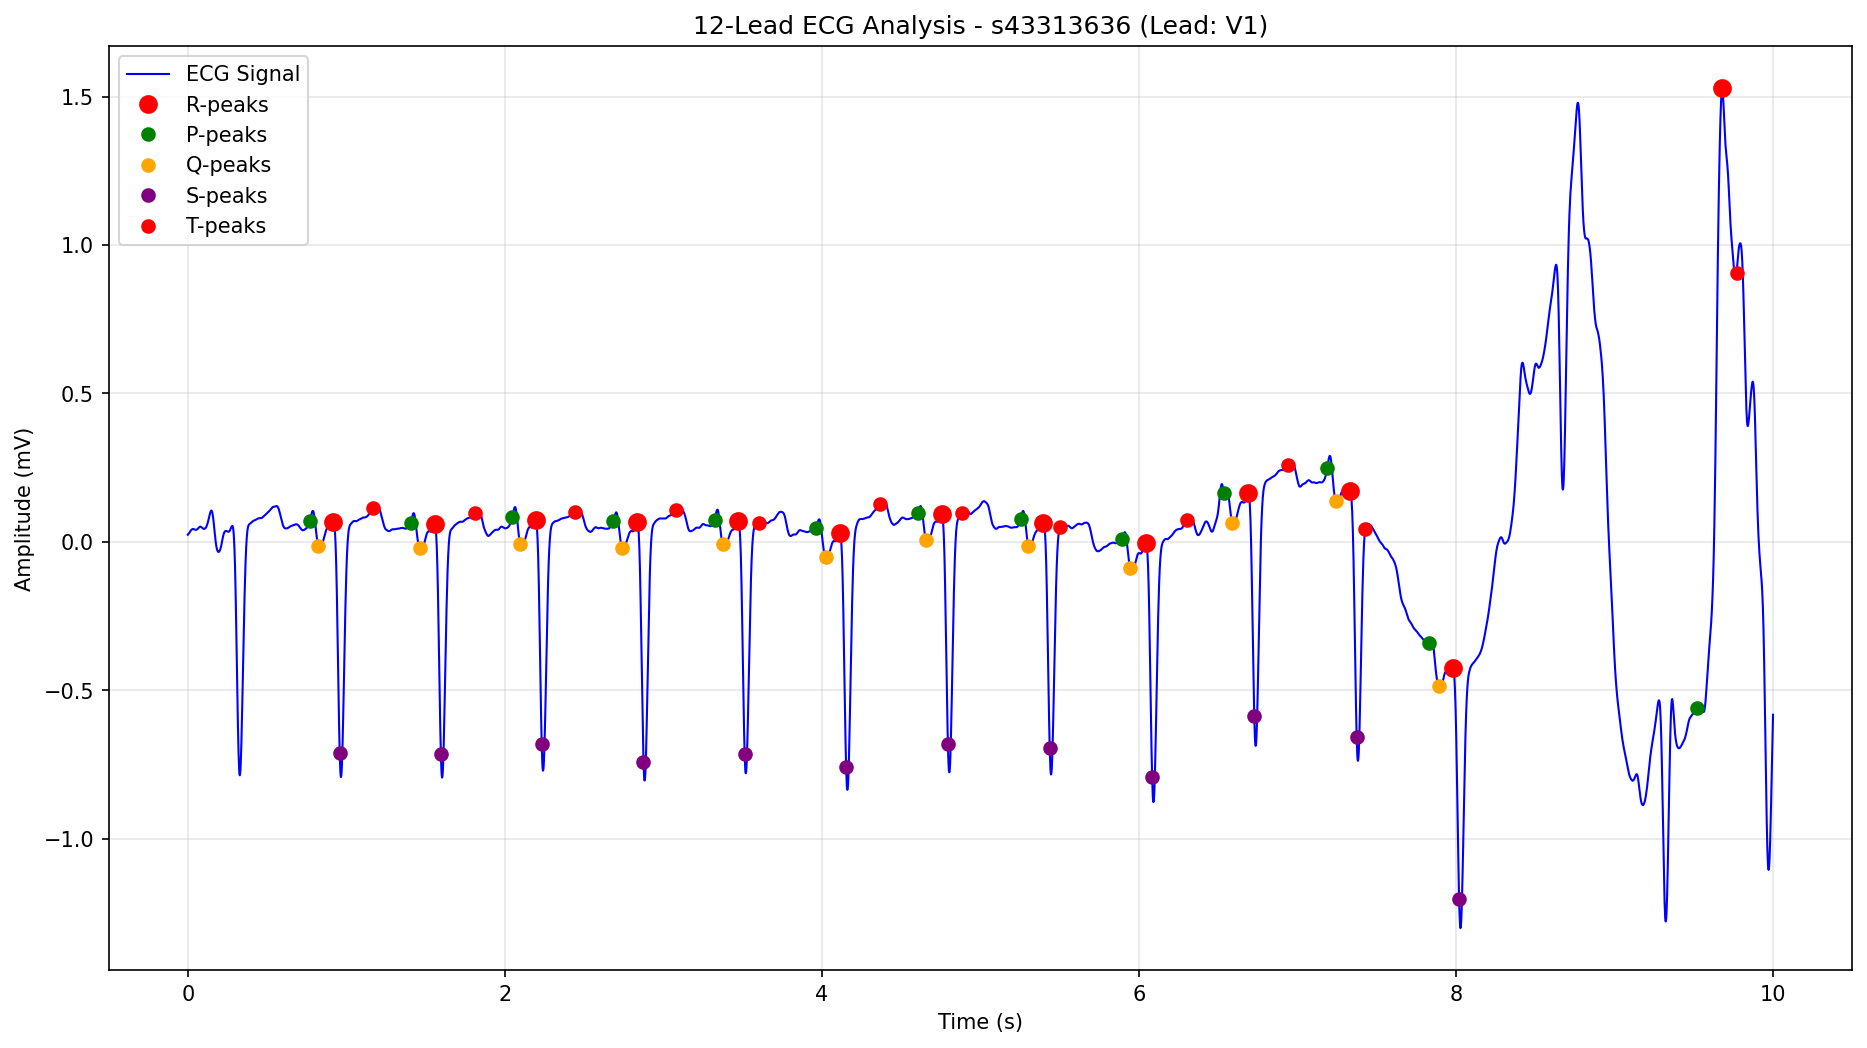 12-Lead ECG Analysis - s43313636 (Lead: V1)
ECG Signal
R-peaks
P-peaks
Q-peaks
S-peaks
T-peaks
1.5
1.0
0.5
0.0
−0.5
−1.0
Amplitude (mV)
0 2 4 6 8 10
Time (s)